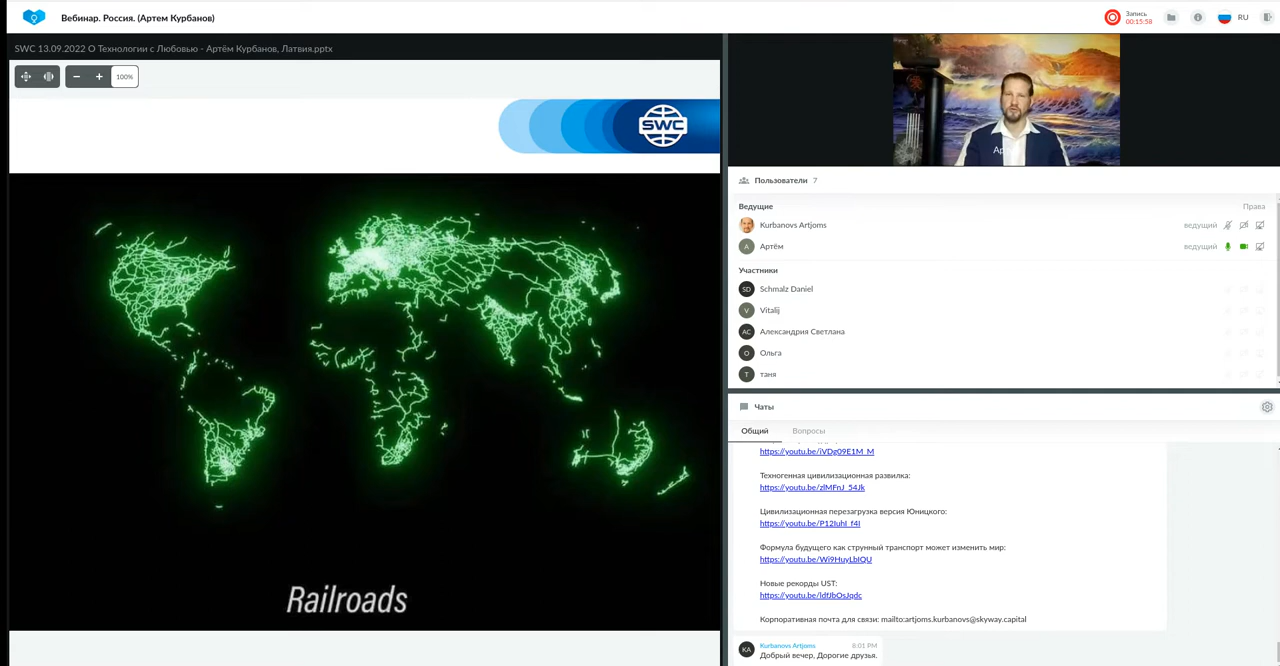 Вебинар. Россия. (Артем Курбанов)
Запись
00:15:58
RU
SWC 13.09.2022 О Технологии с Любовью - Артём Курбанов, Латвия.pptx
100%
SWC
Railroads
Пользователи 7
Ведущие
Права
Kurbanovs Artjoms
ведущий
A
Артём
ведущий
Участники
SD
Schmalz Daniel
V
Vitalij
АС
Александрия Светлана
О
Ольга
Т
таня
Чаты
Общий
Вопросы
https://youtu.be/iVDg09E1M_M
Техногенная цивилизационная развилка:
https://youtu.be/zlMFnJ_54Jk
Цивилизационная перезагрузка версия Юницкого:
https://youtu.be/P12Iuhl_f4I
Формула будущего как струнный транспорт может изменить мир:
https://youtu.be/Wi9HuyLbIQU
Новые рекорды UST:
https://youtu.be/ldfJbOsJqdc
Корпоративная почта для связи: mailto:artjoms.kurbanovs@skyway.capital
KA
Kurbanovs Artjoms
8:01 PM
Добрый вечер, Дорогие друзья.